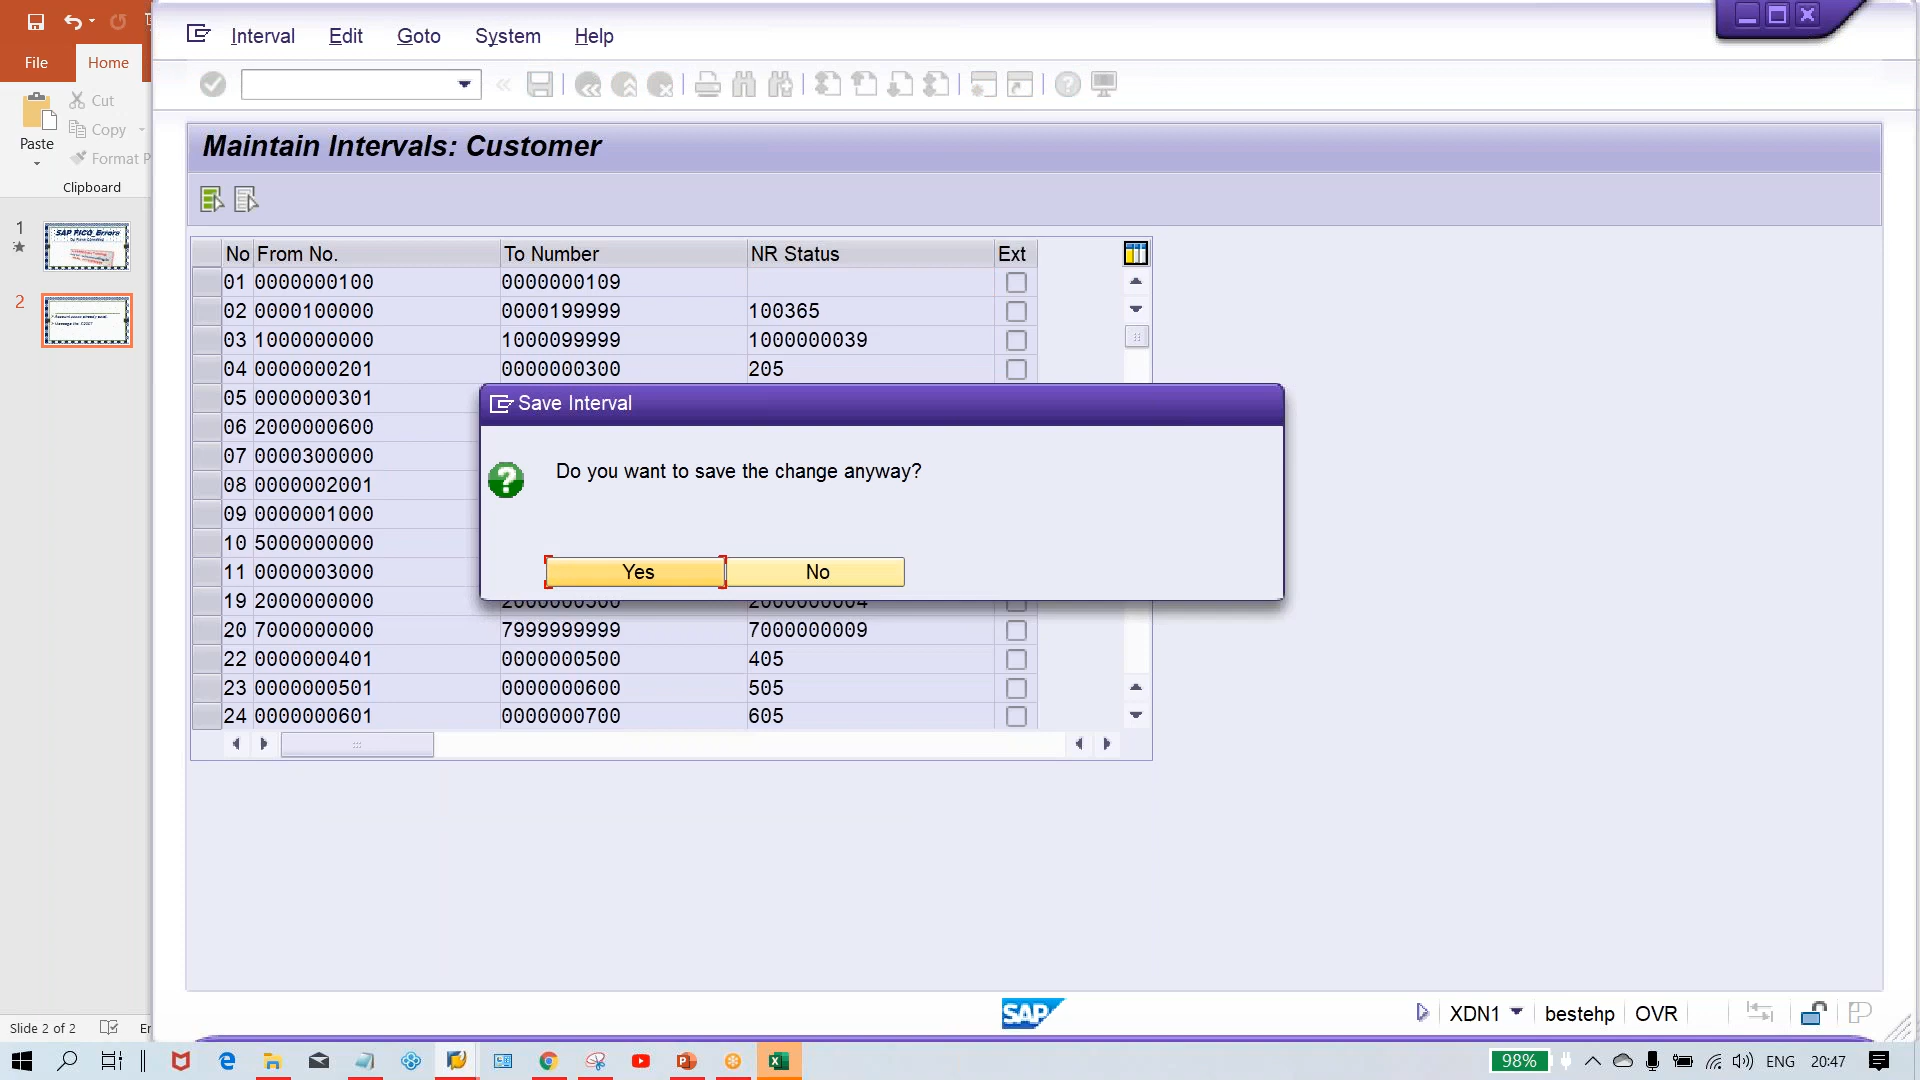 File
Home
Cut
Copy
Paste
Format P
Clipboard
1
SAP FICO_Errors
2
Slide 2 of 2
Interval Edit Goto System Help
Maintain Intervals: Customer
No From No. To Number NR Status Ext
01 0000000100 0000000109
02 0000100000 0000199999 100365
03 1000000000 1000099999 1000000039
04 0000000201 0000000300 205
05 0000000301
06 2000000600
07 0000300000
08 0000002001
09 0000001000
10 5000000000
11 0000003000
19 2000000000 2000000500 2000000004
20 7000000000 7999999999 7000000009
22 0000000401 0000000500 405
23 0000000501 0000000600 505
24 0000000601 0000000700 605
Save Interval
Do you want to save the change anyway?
Yes No
SAP
XDN1 bestehp OVR
98% ENG 20:47